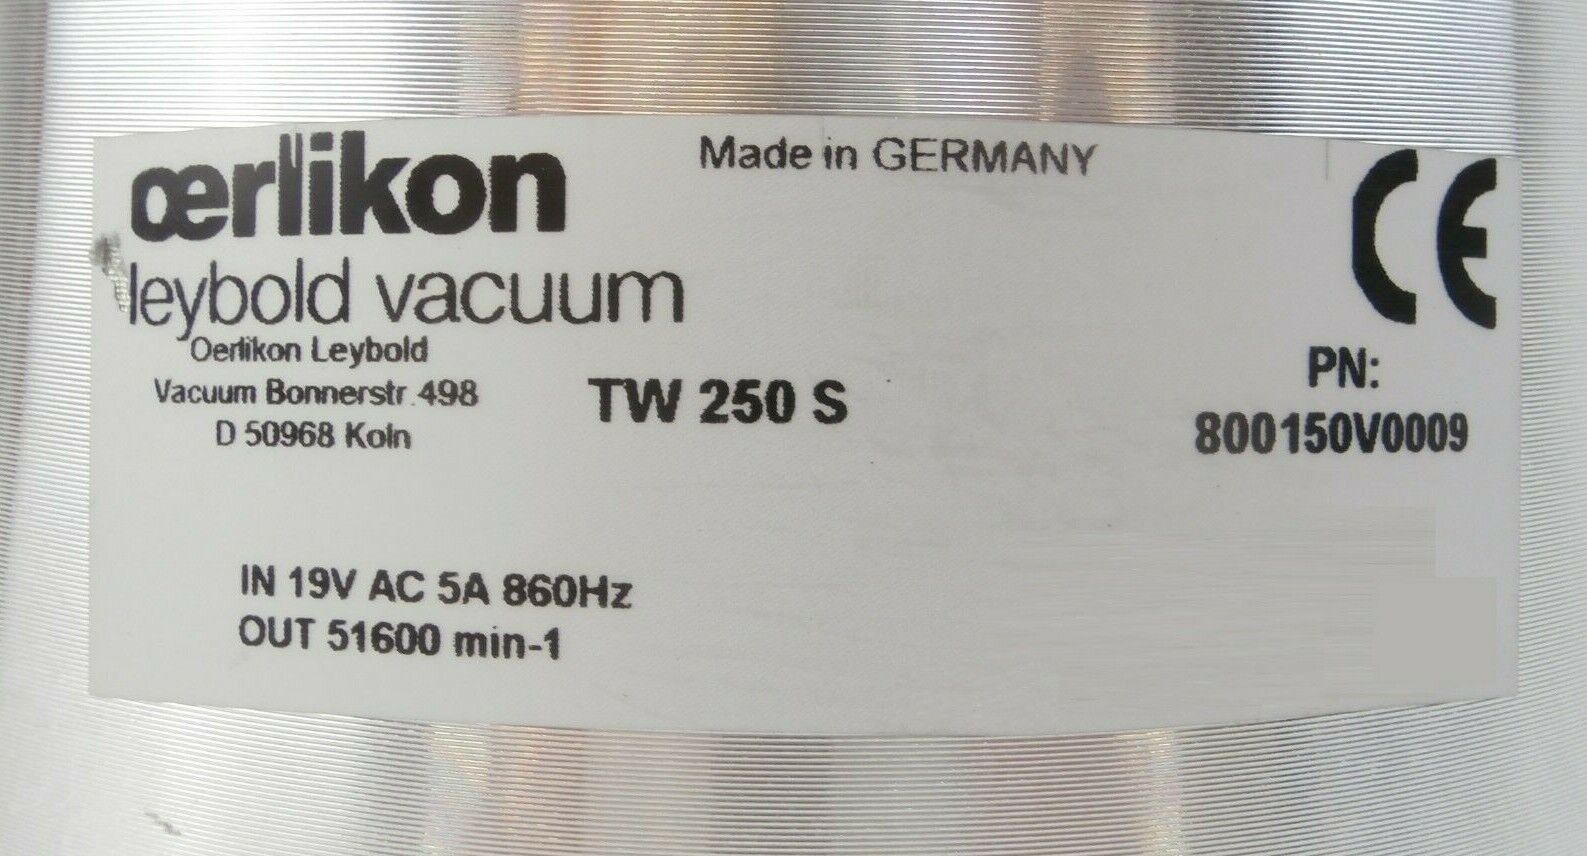 œrlikon
leybold vacuum
Made in GERMANY
CE
Oerlikon Leybold
Vacuum Bonnerstr. 498
D 50968 Koln
TW 250 S
PN:
800150V0009
IN 19V AC 5A 860Hz
OUT 51600 min-1